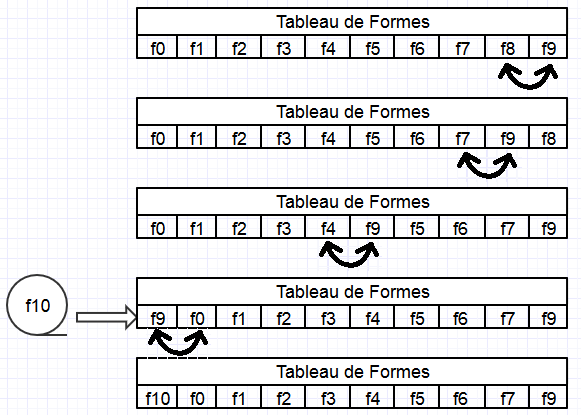 Tableau de Formes
f0 f1 f2 f3 f4 f5 f6 f7 f8 f9
Tableau de Formes
f0 f1 f2 f3 f4 f5 f6 f7 f9 f8
Tableau de Formes
f0 f1 f2 f3 f4 f9 f5 f6 f7 f9
Tableau de Formes
f10
f9 f0 f1 f2 f3 f4 f5 f6 f7 f9
Tableau de Formes
f10 f0 f1 f2 f3 f4 f5 f6 f7 f9